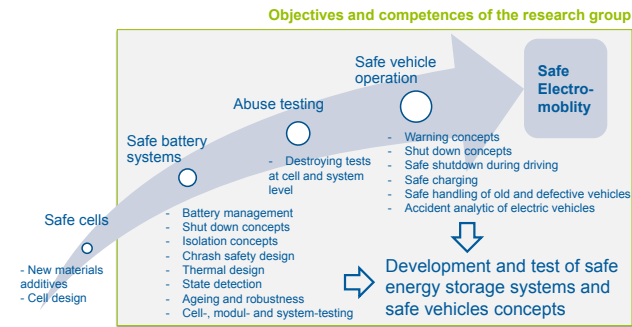 Objectives and competences of the research group
Safe cells
- New materials
additives
- Cell design
Safe battery
systems
- Battery management
- Shut down concepts
- Isolation concepts
- Chrash safety design
- Thermal design
- State detection
- Ageing and robustness
- Cell-, modul- and system-testing
Abuse testing
- Destroying tests
at cell and system
level
Safe vehicle
operation
- Warning concepts
- Shut down concepts
- Safe shutdown during driving
- Safe charging
- Safe handling of old and defective vehicles
- Accident analytic of electric vehicles
Safe
Electro-
moblity
Development and test of safe
energy storage systems and
safe vehicles concepts